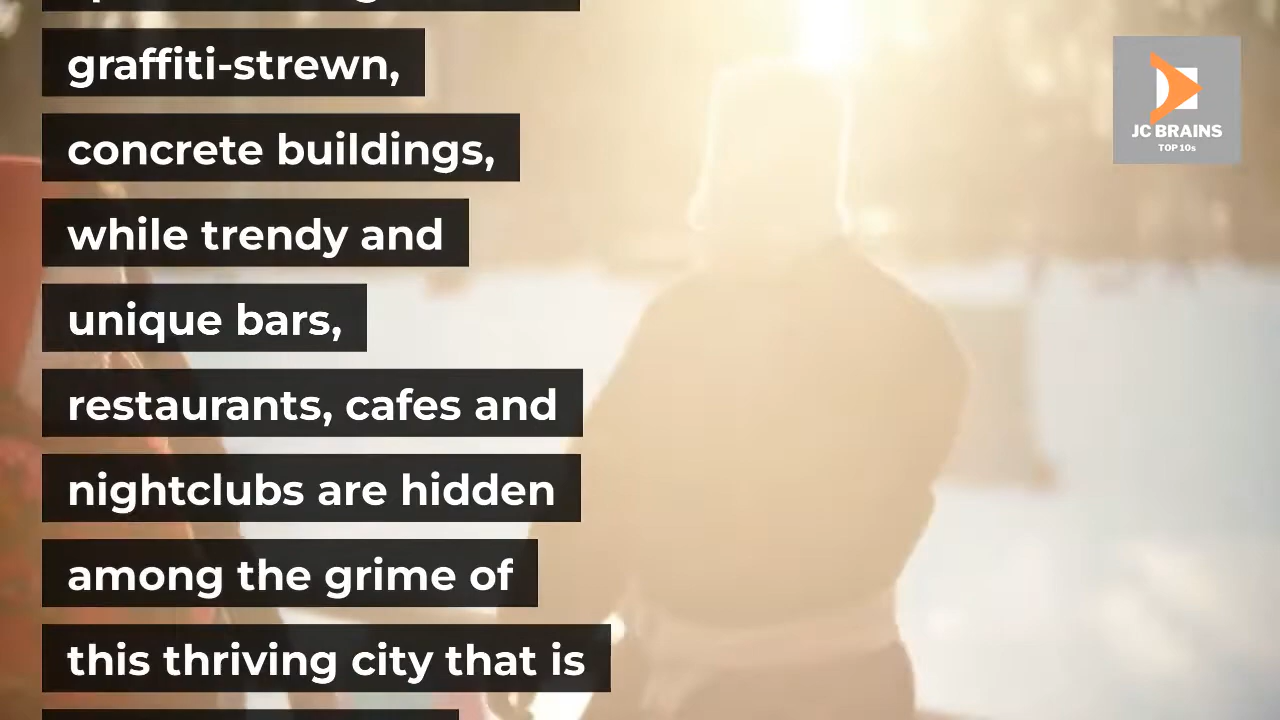 graffiti-strewn,
concrete buildings,
while trendy and
unique bars,
restaurants, cafes and
nightclubs are hidden
among the grime of
this thriving city that is
JC BRAINS
TOP 10s